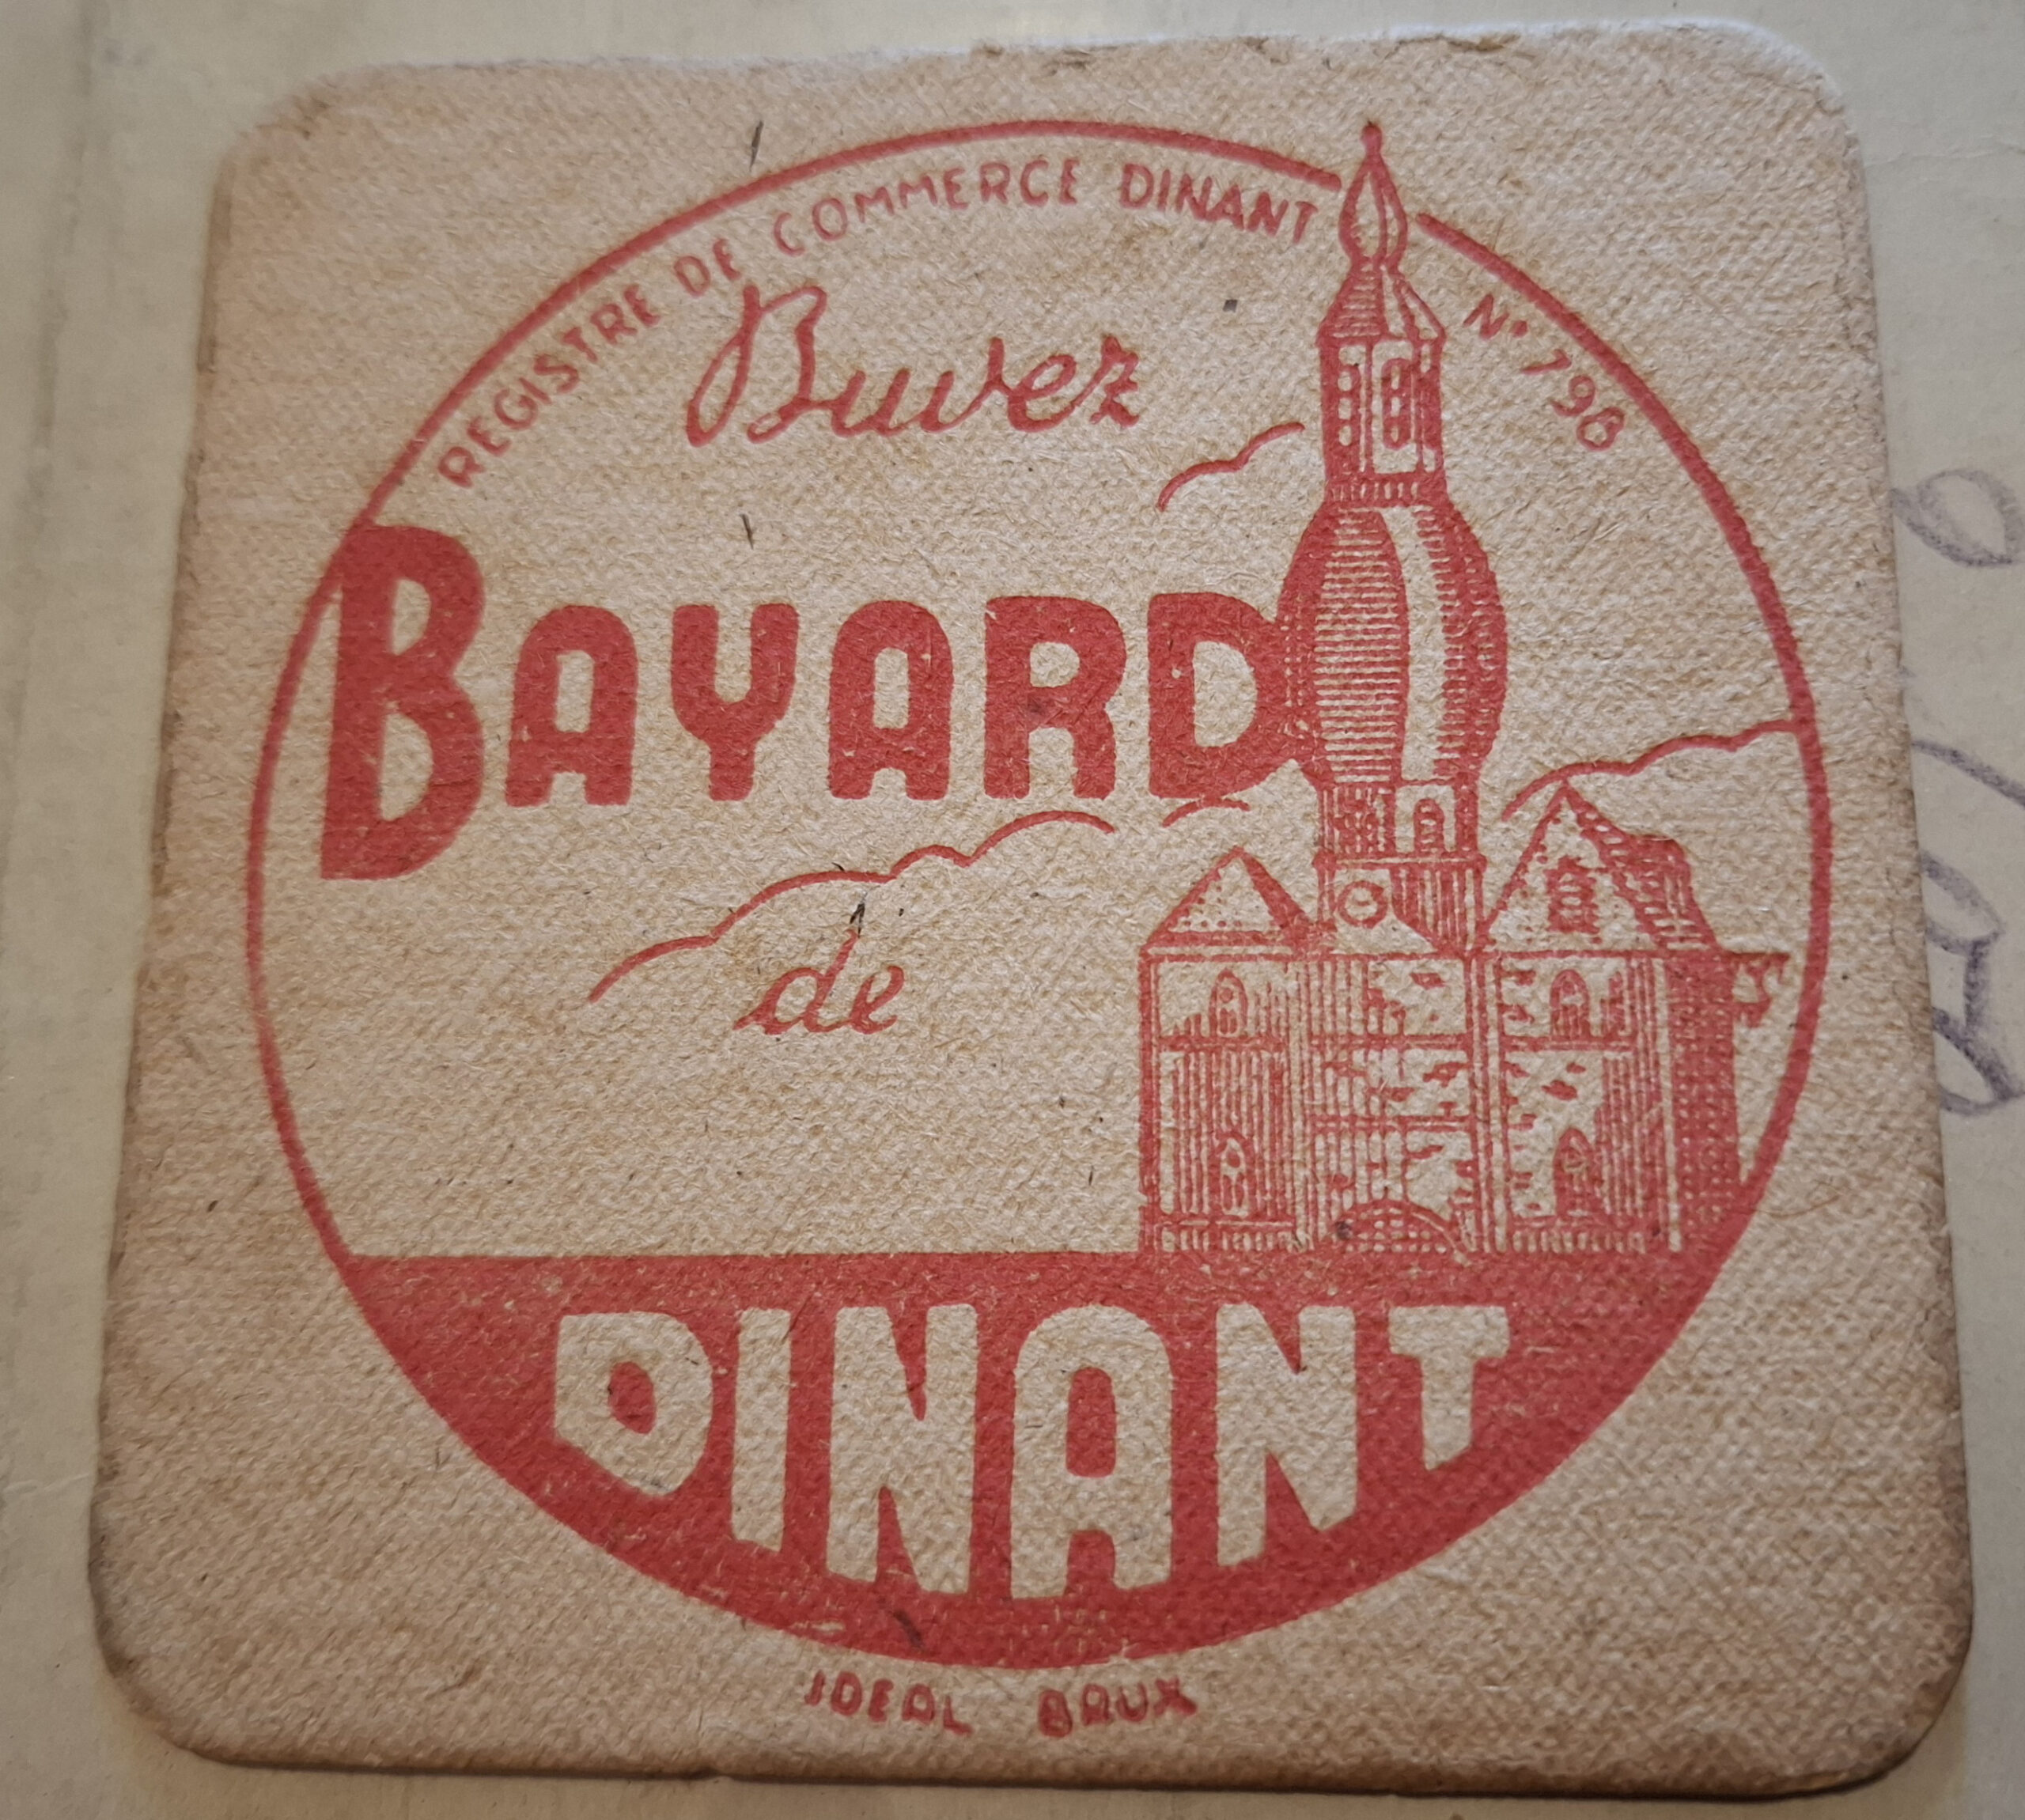 REGISTRE DE COMMERCE DINANT N° 798
Buvez
BAYARD
de
DINANT
IDEAL BRUX